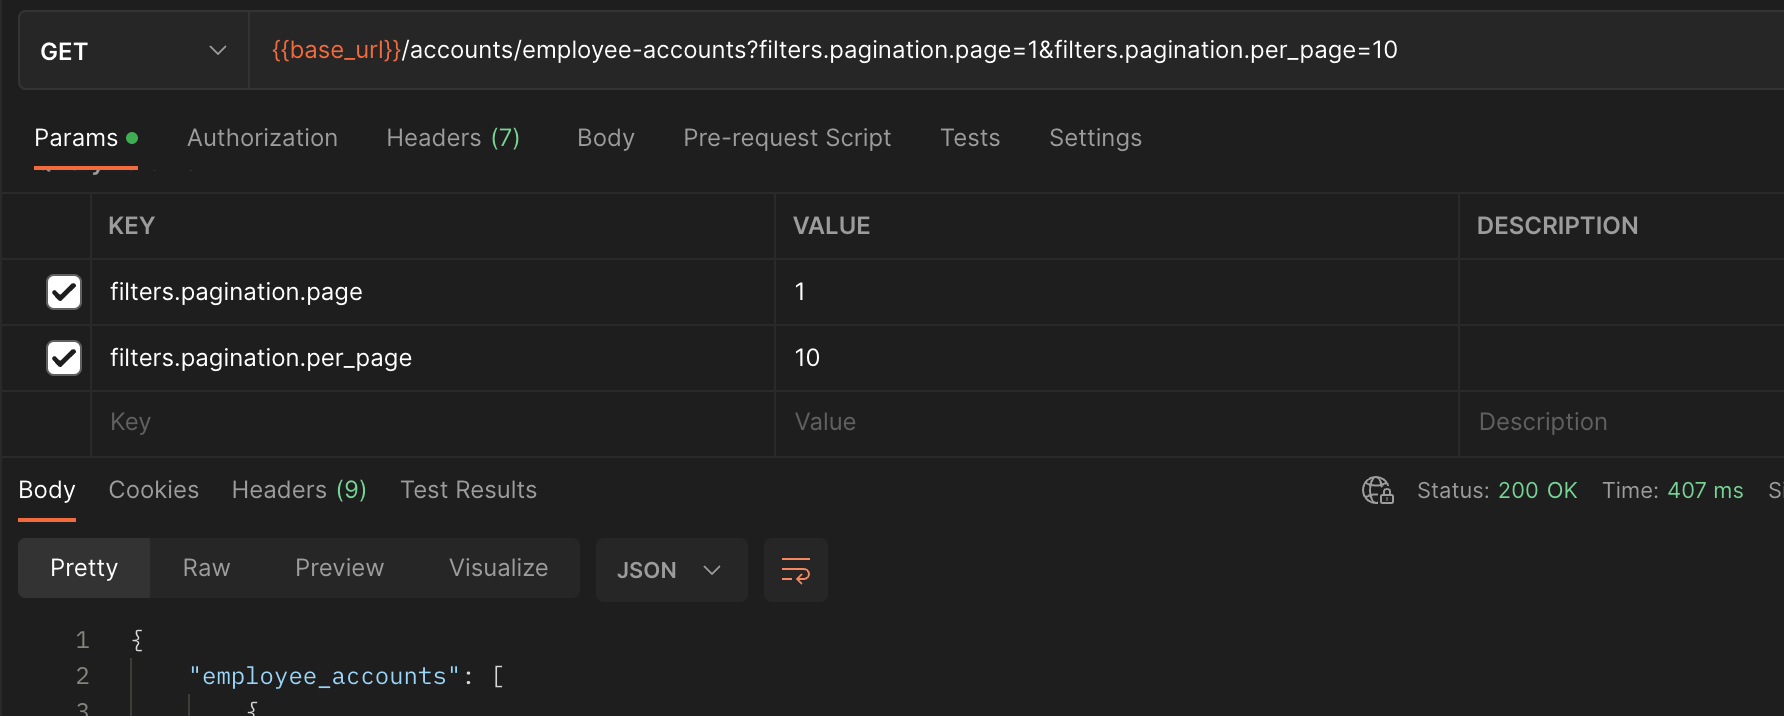 GET {{base_url}}/accounts/employee-accounts?filters.pagination.page=1&filters.pagination.per_page=10
Params Authorization Headers (7) Body Pre-request Script Tests Settings
KEY VALUE DESCRIPTION
filters.pagination.page 1
filters.pagination.per_page 10
Key Value Description
Body Cookies Headers (9) Test Results Status: 200 OK Time: 407 ms
Pretty Raw Preview Visualize JSON
1 {
2 "employee_accounts": [
3 {